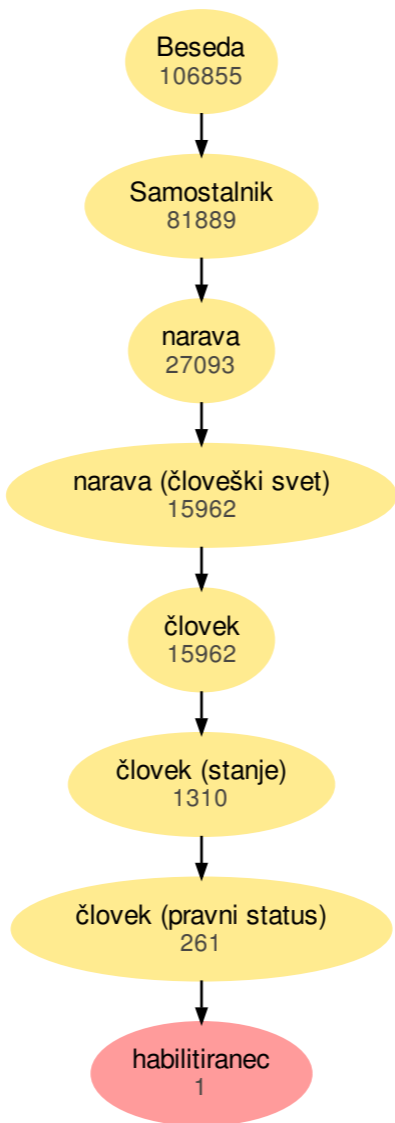 Beseda
106855
Samostalnik
81889
narava
27093
narava (človeški svet)
15962
človek
15962
človek (stanje)
1310
človek (pravni status)
261
habilitiranec
1